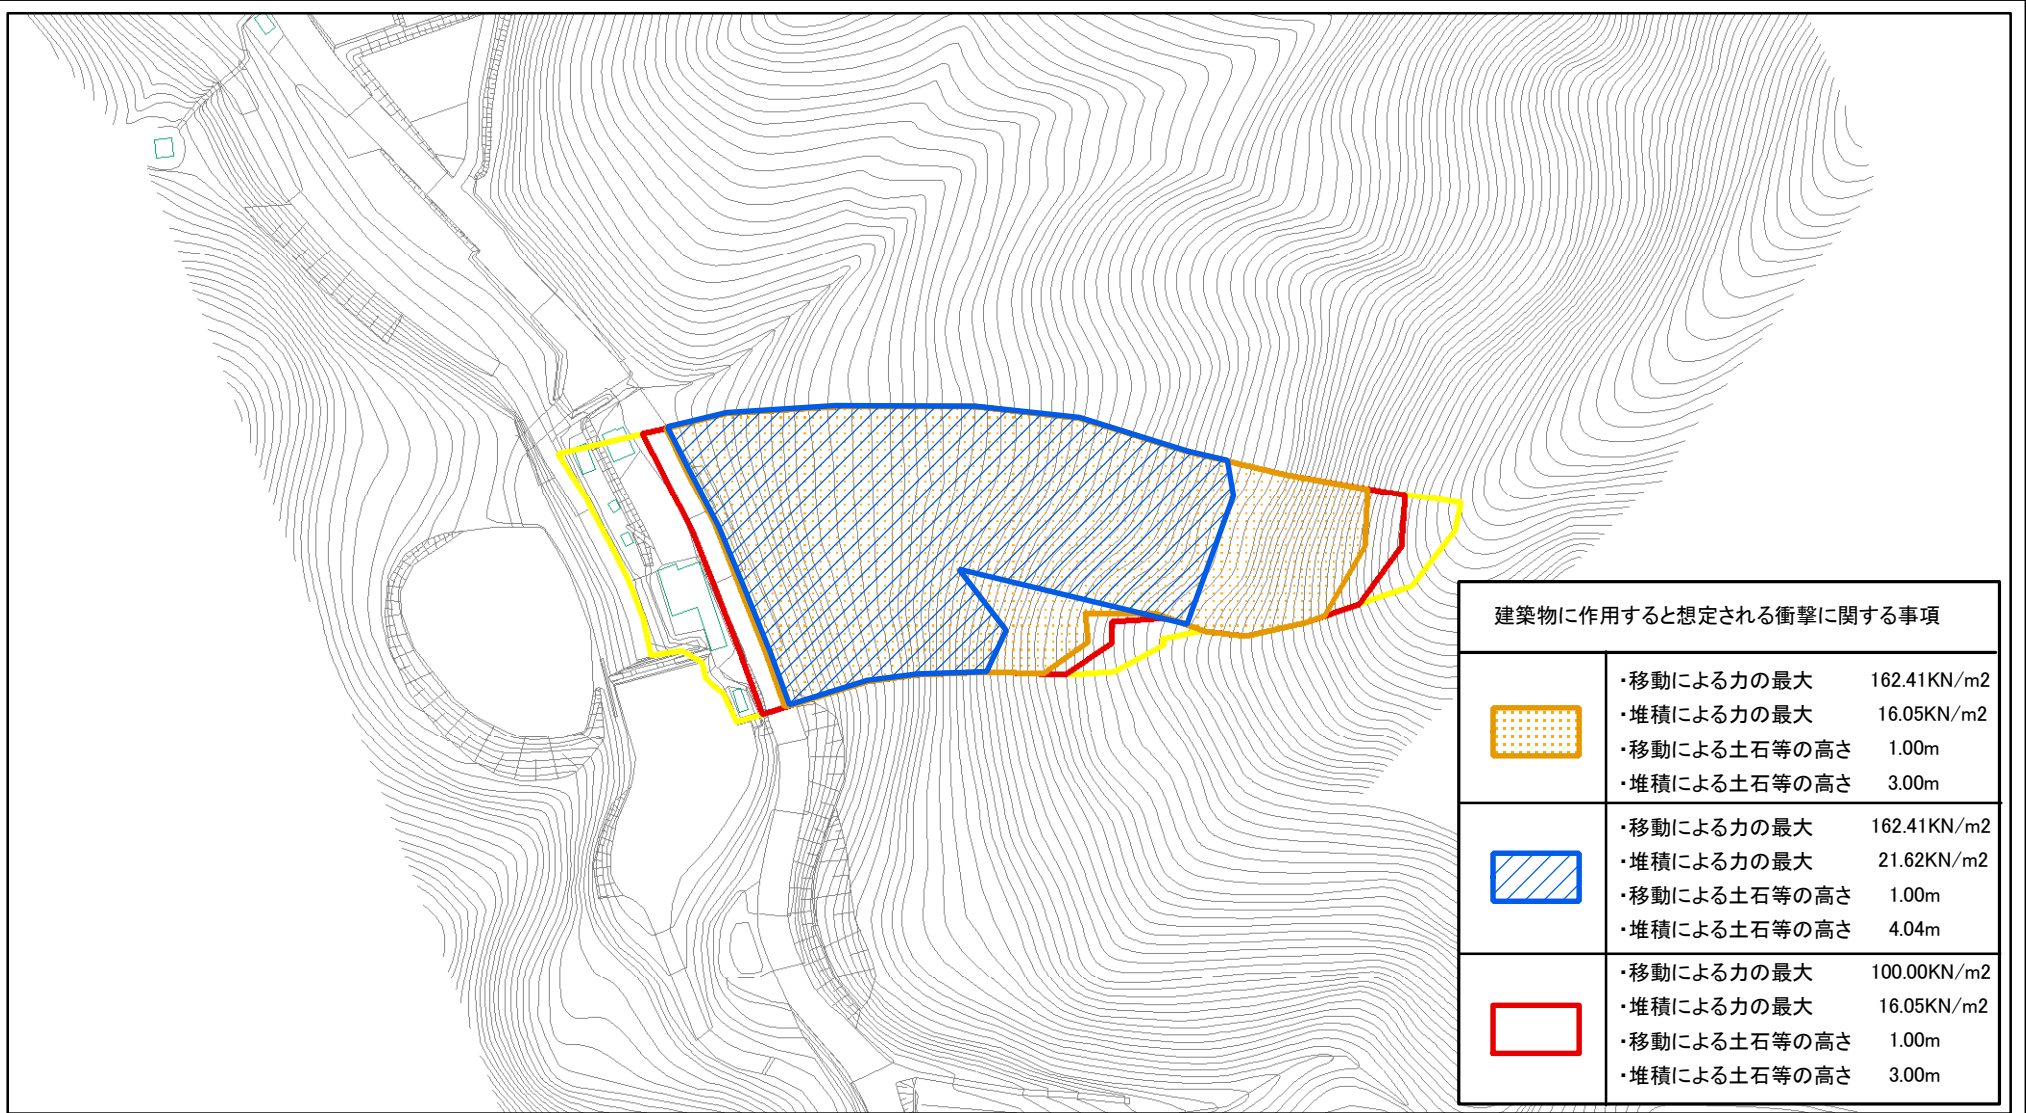 建築物に作用すると想定される衝撃に関する事項
・移動による力の最大 162.41KN/m2
・堆積による力の最大 16.05KN/m2
・移動による土石等の高さ 1.00m
・堆積による土石等の高さ 3.00m
・移動による力の最大 162.41KN/m2
・堆積による力の最大 21.62KN/m2
・移動による土石等の高さ 1.00m
・堆積による土石等の高さ 4.04m
・移動による力の最大 100.00KN/m2
・堆積による力の最大 16.05KN/m2
・移動による土石等の高さ 1.00m
・堆積による土石等の高さ 3.00m